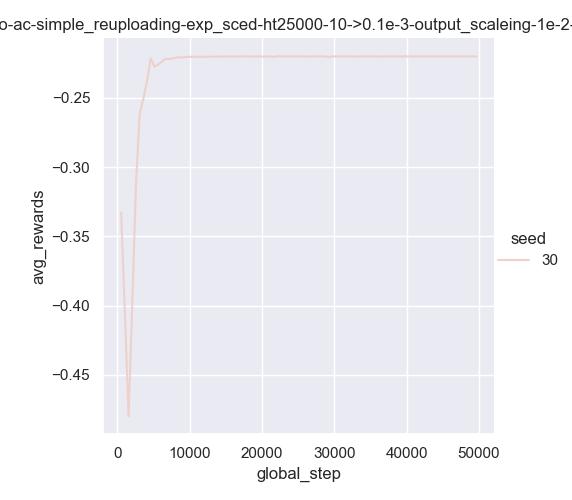 o-ac-simple_reuploading-exp_sced-ht25000-10->0.1e-3-output_scaleing-1e-2-
−0.25
−0.30
−0.35
−0.40
−0.45
avg_rewards
0 10000 20000 30000 40000 50000
global_step
seed
30